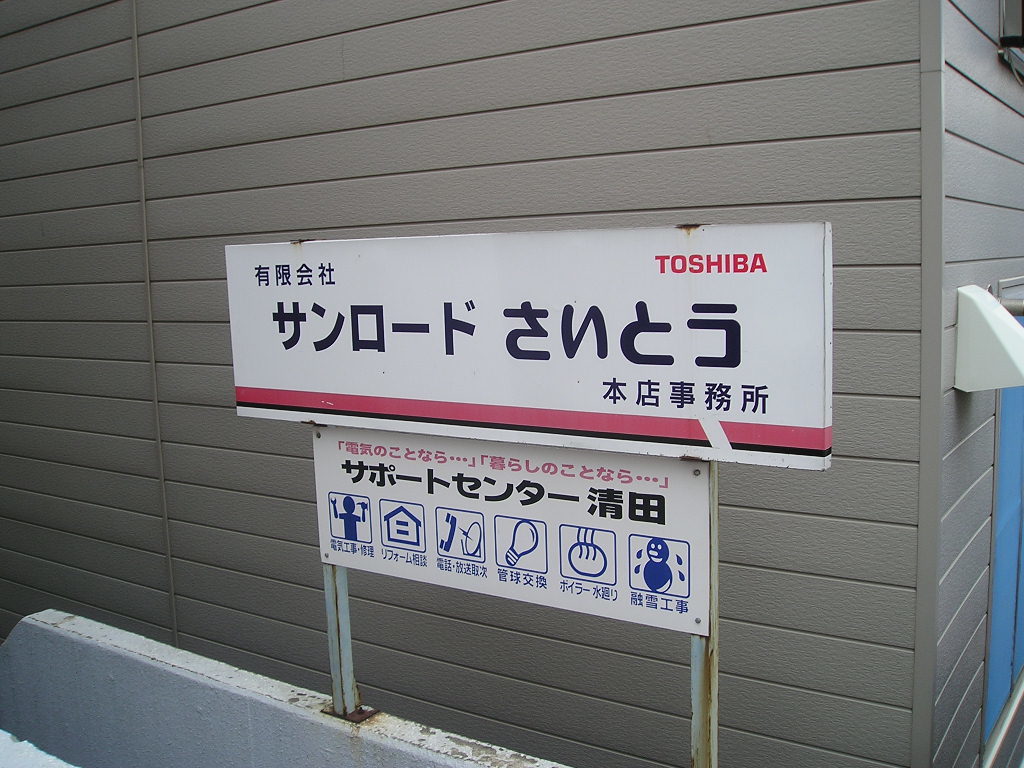 有限会社
TOSHIBA
サンロード さいとう
本店事務所
「電気のことなら…」「暮らしのことなら…」
サポートセンター清田
電気工事・修理
リフォーム相談
電話・放送取次
管球交換
ボイラー水廻り
融雪工事